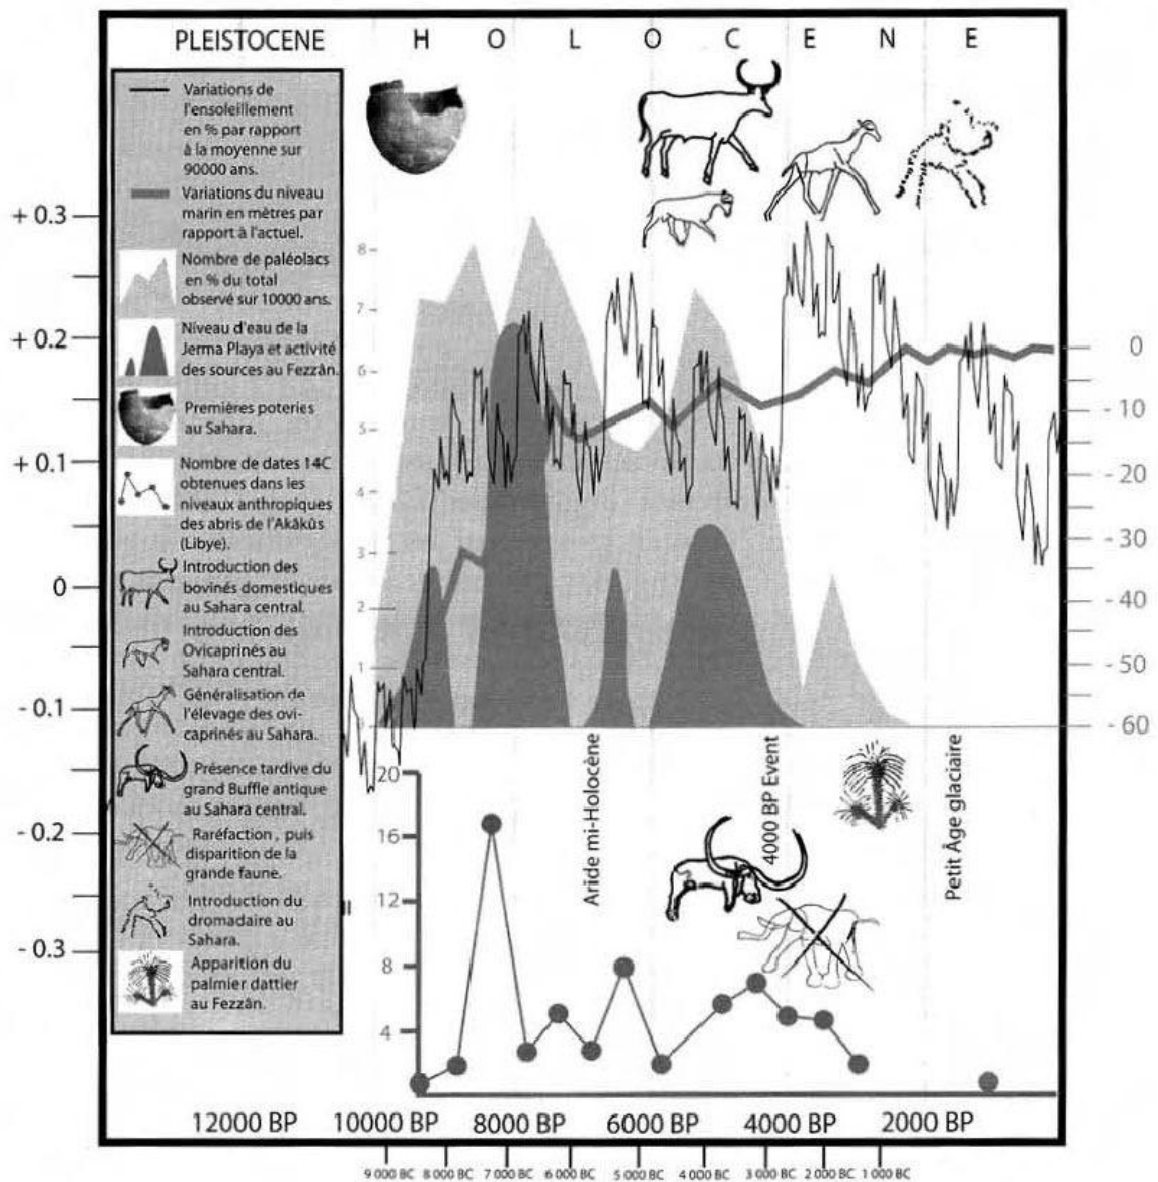 PLEISTOCENE
H O L O C E N E
Variations de
l'ensoleillement
en % par rapport
à la moyenne sur
90000 ans.
Variations du niveau
marin en mètres par
rapport à l'actuel.
Nombre de paléolacs
en % du total
observé sur 10000 ans.
Niveau d'eau de la
Jerma Playa et activité
des sources au Fezzân.
Premières poteries
au Sahara.
Nombre de dates 14C
obtenues dans les
niveaux anthropiques
des abris de l'Akâkûs
(Libye).
Introduction des
bovinés domestiques
au Sahara central.
Introduction des
Ovicaprinés au
Sahara central.
Généralisation de
l'élevage des ovi-
caprinés au Sahara.
Présence tardive du
grand Buffle antique
au Sahara central.
Raréfaction, puis
disparition de la
grande faune.
Introduction du
dromadaire au
Sahara.
Apparition du
palmier dattier
au Fezzân.
+ 0.3
+ 0.2
+ 0.1
0
- 0.1
- 0.2
- 0.3
8
7
6
5
4
3
2
1
0
- 10
- 20
- 30
- 40
- 50
- 60
20
16
12
8
4
Aride mi-Holocène
4000 BP Event
Petit Âge glaciaire
12000 BP 10000 BP 8000 BP 6000 BP 4000 BP 2000 BP
9 000 BC 8 000 BC 7 000 BC 6 000 BC 5 000 BC 4 000 BC 3 000 BC 2 000 BC 1 000 BC